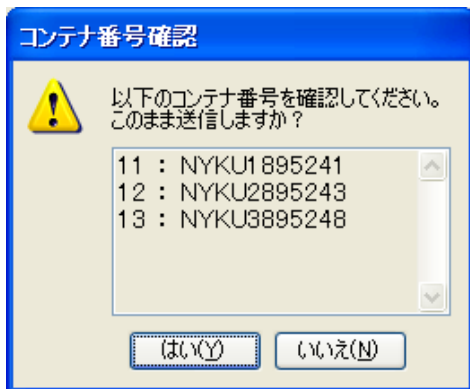 コンテナ番号確認
以下のコンテナ番号を確認してください。
このまま送信しますか？
11 : NYKU1895241
12 : NYKU2895243
13 : NYKU3895248
はい(Y)
いいえ(N)